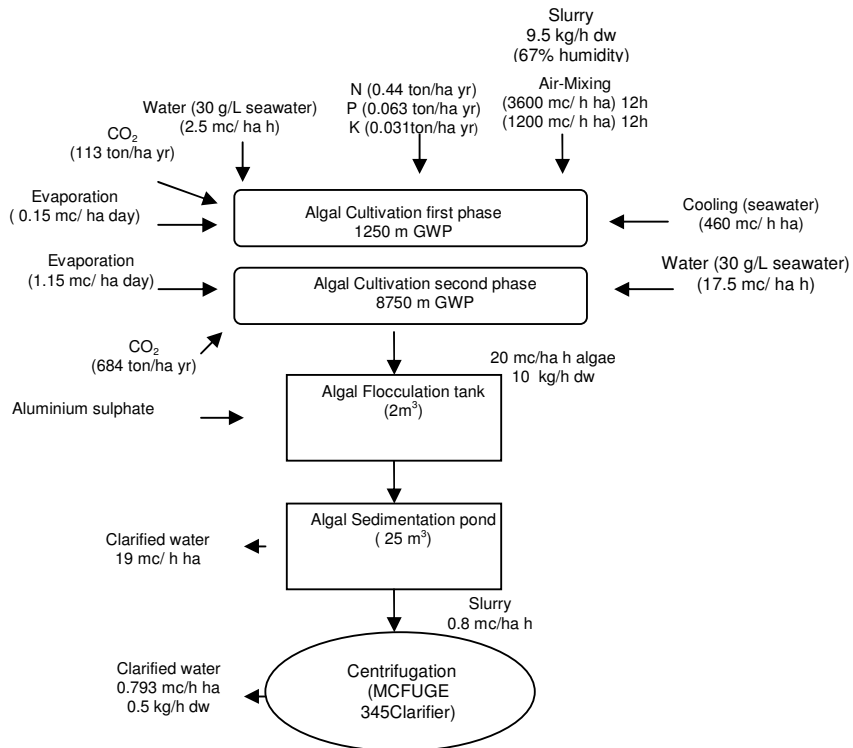 Slurry
9.5 kg/h dw
(67% humidity)
Air-Mixing
(3600 mc/ h ha) 12h
(1200 mc/ h ha) 12h
N (0.44 ton/ha yr)
P (0.063 ton/ha yr)
K (0.031ton/ha yr)
Water (30 g/L seawater)
(2.5 mc/ ha h)
CO₂
(113 ton/ha yr)
Evaporation
( 0.15 mc/ ha day)
Algal Cultivation first phase
1250 m GWP
Cooling (seawater)
(460 mc/ h ha)
Evaporation
(1.15 mc/ ha day)
Algal Cultivation second phase
8750 m GWP
Water (30 g/L seawater)
(17.5 mc/ ha h)
CO₂
(684 ton/ha yr)
20 mc/ha h algae
10 kg/h dw
Aluminium sulphate
Algal Flocculation tank
(2m³)
Algal Sedimentation pond
( 25 m³)
Clarified water
19 mc/ h ha
Slurry
0.8 mc/ha h
Centrifugation
(MCFUGE
345Clarifier)
Clarified water
0.793 mc/h ha
0.5 kg/h dw